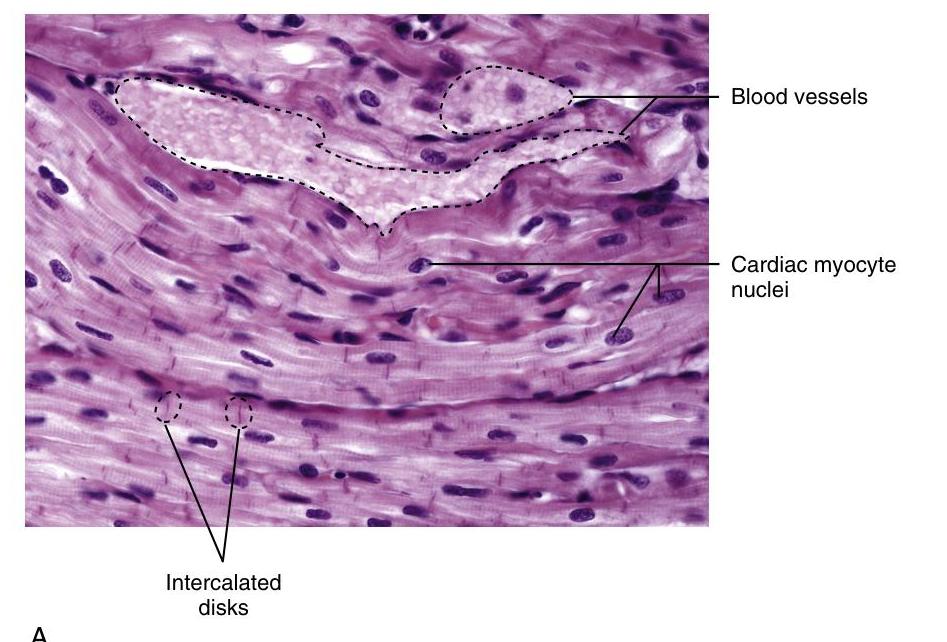 Blood vessels
Cardiac myocyte
nuclei
Intercalated
disks
A